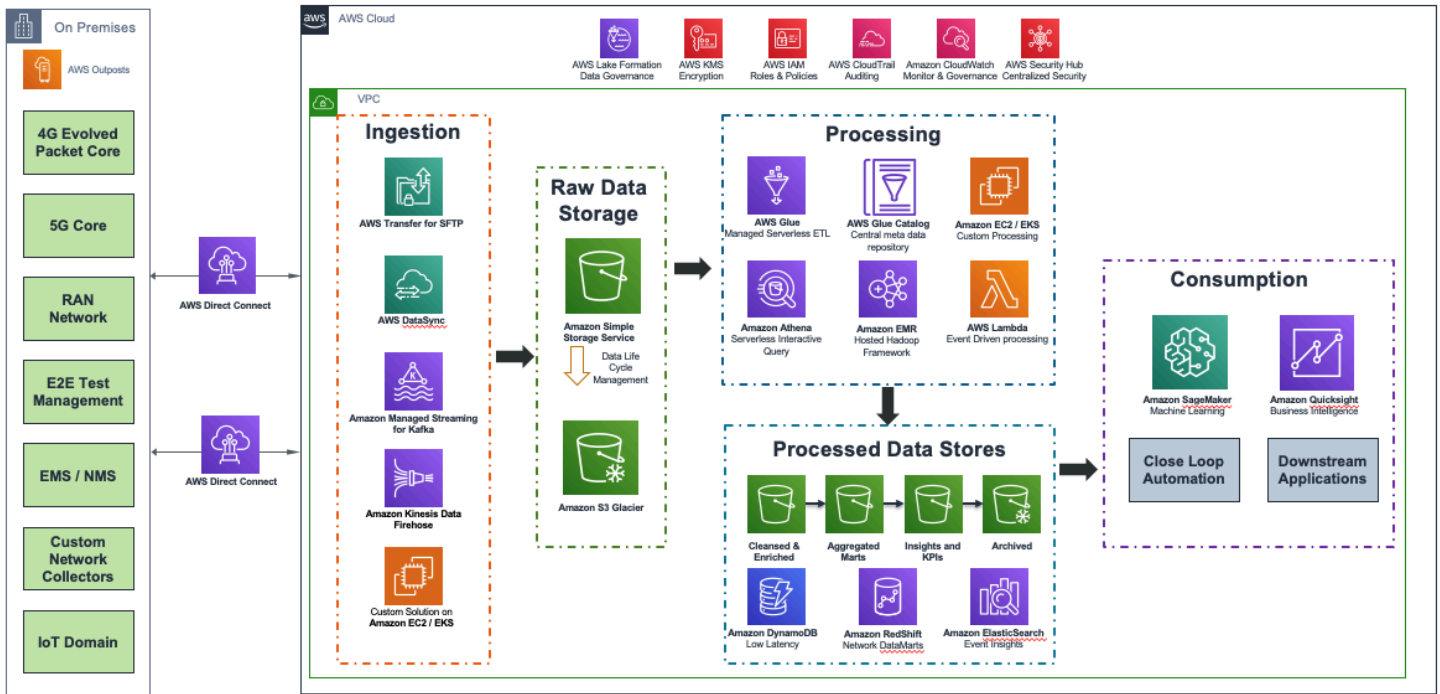 On Premises
AWS Outposts
4G Evolved
Packet Core
5G Core
RAN
Network
E2E Test
Management
EMS / NMS
Custom
Network
Collectors
IoT Domain
AWS Direct Connect
AWS Direct Connect
aws
AWS Cloud
AWS Lake Formation
Data Governance
AWS KMS
Encryption
AWS IAM
Roles & Policies
AWS CloudTrail
Auditing
Amazon CloudWatch
Monitor & Governance
AWS Security Hub
Centralized Security
VPC
Ingestion
AWS Transfer for SFTP
AWS DataSync
K
Amazon Managed Streaming
for Kafka
Amazon Kinesis Data
Firehose
Custom Solution on
Amazon EC2 / EKS
Raw Data
Storage
Amazon Simple
Storage Service
Data Life
Cycle
Management
Amazon S3 Glacier
Processing
AWS Glue
Managed Serverless ETL
AWS Glue Catalog
Central meta data
repository
Amazon EC2 / EKS
Custom Processing
Amazon Athena
Serverless Interactive
Query
Amazon EMR
Hosted Hadoop
Framework
AWS Lambda
Event Driven processing
Processed Data Stores
Cleansed &
Enriched
Aggregated
Marts
Insights and
KPIs
Archived
Amazon DynamoDB
Low Latency
Amazon RedShift
Network DataMarts
Amazon ElasticSearch
Event Insights
Consumption
Amazon SageMaker
Machine Learning
Amazon Quicksight
Business Intelligence
Close Loop
Automation
Downstream
Applications